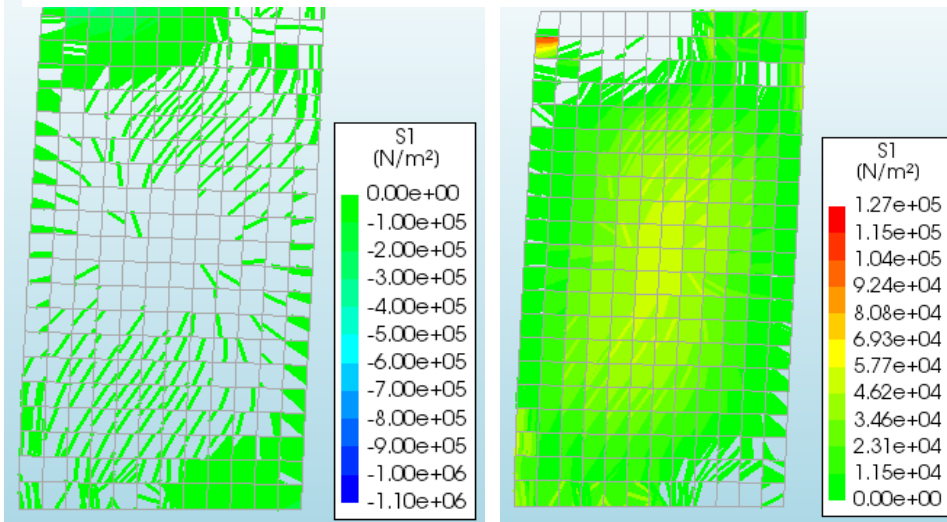 S1
(N/m²)
0.00e+00
-1.00e+05
-2.00e+05
-3.00e+05
-4.00e+05
-5.00e+05
-6.00e+05
-7.00e+05
-8.00e+05
-9.00e+05
-1.00e+06
-1.10e+06
S1
(N/m²)
1.27e+05
1.15e+05
1.04e+05
9.24e+04
8.08e+04
6.93e+04
5.77e+04
4.62e+04
3.46e+04
2.31e+04
1.15e+04
0.00e+00